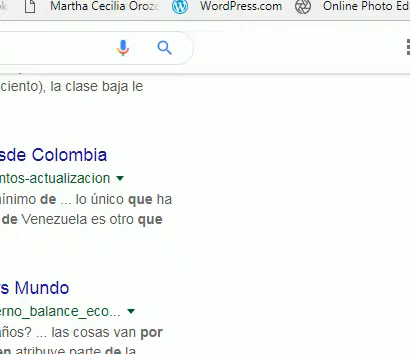 Martha Cecilia Orozc WordPress.com Online Photo Ed
ciento), la clase baja le
sde Colombia
ntos-actualizacion
ínimo de ... lo único que ha
de Venezuela es otro que
s Mundo
erno_balance_eco...
años? ... las cosas van por
en atribuye parte de la